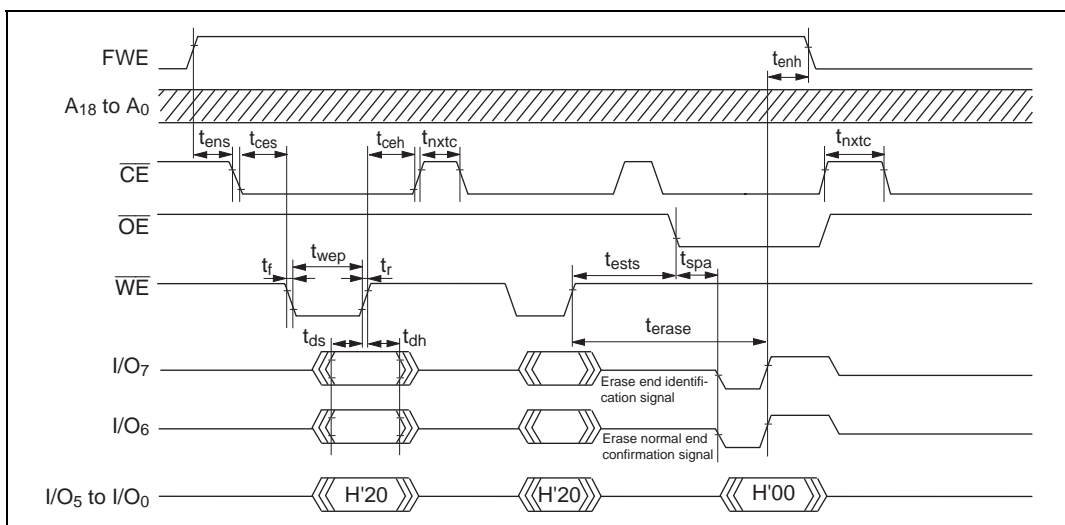 FWE
tenh
A18 to A0
tens
tces
tceh
tnxtc
tnxtc
CE
OE
twep
tests
tspa
tf
tr
WE
terase
tds
tdh
I/O7
Erase end identifi-
cation signal
I/O6
Erase normal end
confirmation signal
I/O5 to I/O0
H'20
H'20
H'00